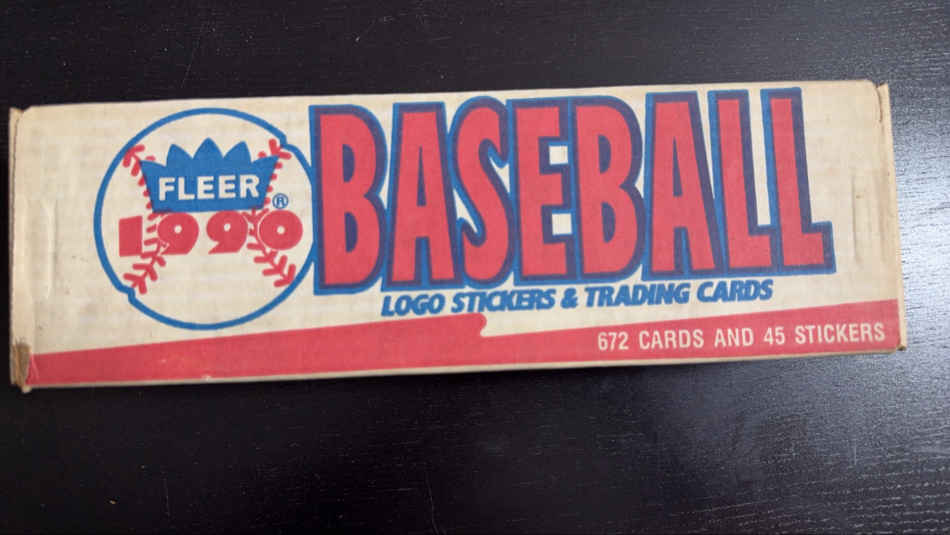 FLEER®
1990
BASEBALL
LOGO STICKERS & TRADING CARDS
672 CARDS AND 45 STICKERS